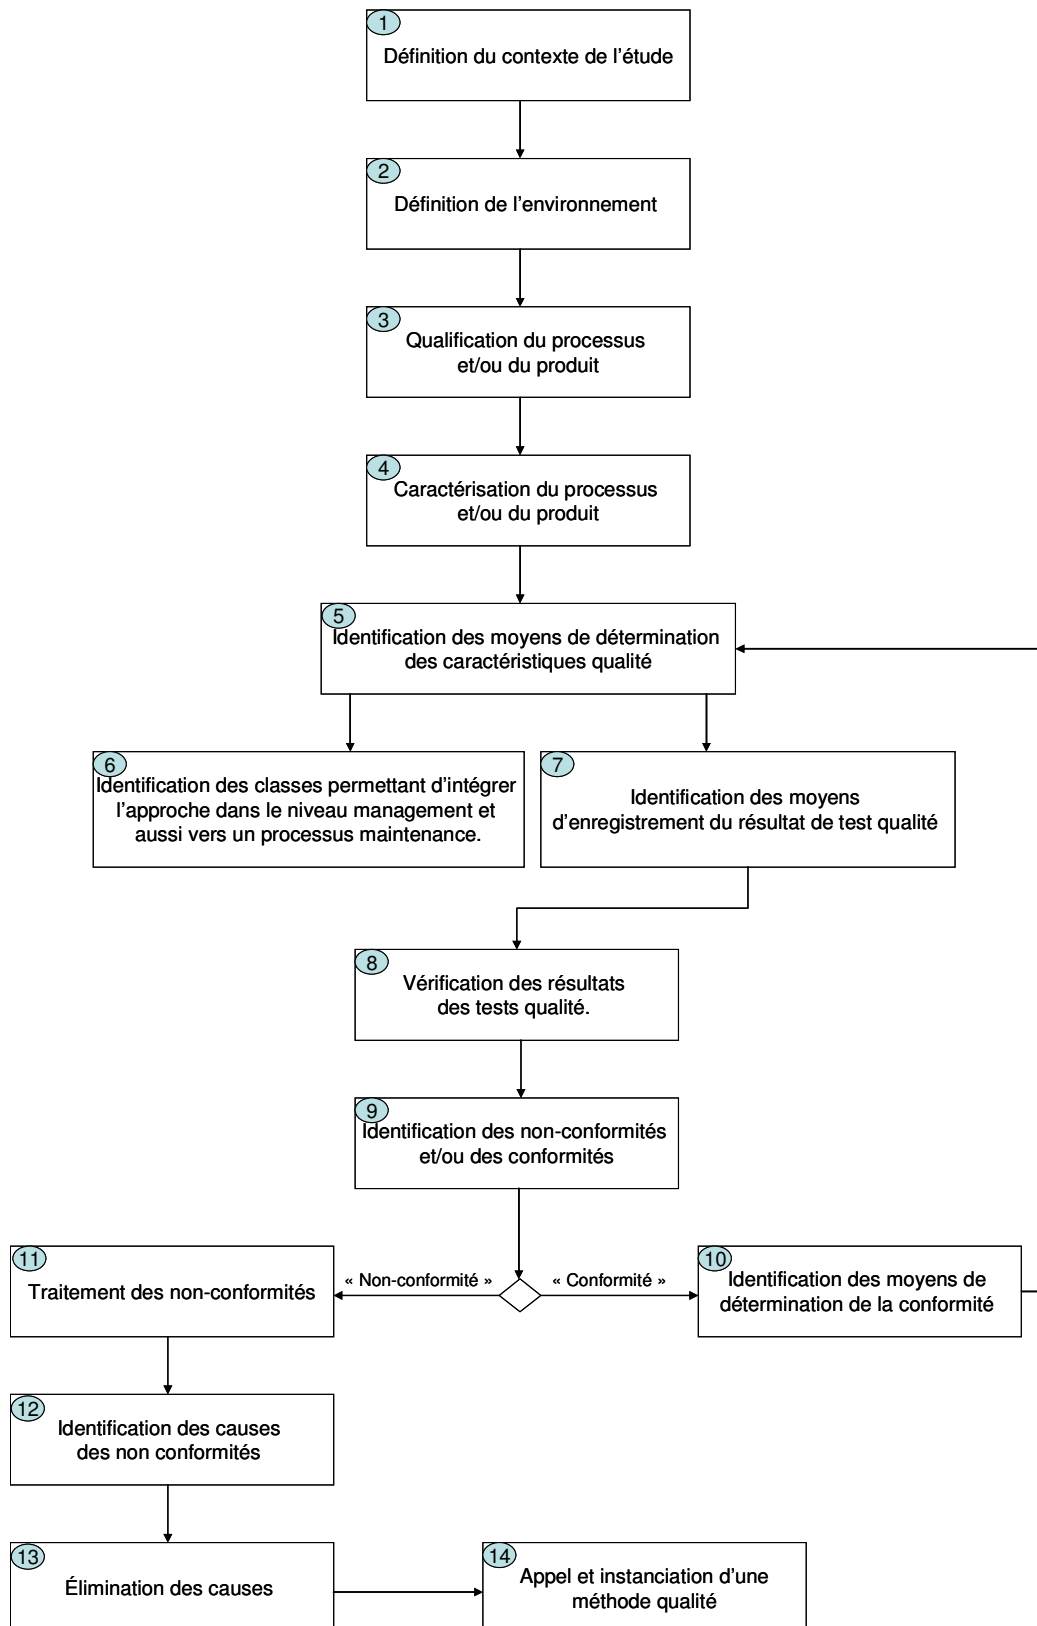 1
Définition du contexte de l'étude
2
Définition de l'environnement
3
Qualification du processus
et/ou du produit
4
Caractérisation du processus
et/ou du produit
5
Identification des moyens de détermination
des caractéristiques qualité
6
Identification des classes permettant d'intégrer
l'approche dans le niveau management et
aussi vers un processus maintenance.
7
Identification des moyens
d'enregistrement du résultat de test qualité
8
Vérification des résultats
des tests qualité.
9
Identification des non-conformités
et/ou des conformités
« Non-conformité »
« Conformité »
10
Identification des moyens de
détermination de la conformité
11
Traitement des non-conformités
12
Identification des causes
des non conformités
13
Élimination des causes
14
Appel et instanciation d'une
méthode qualité